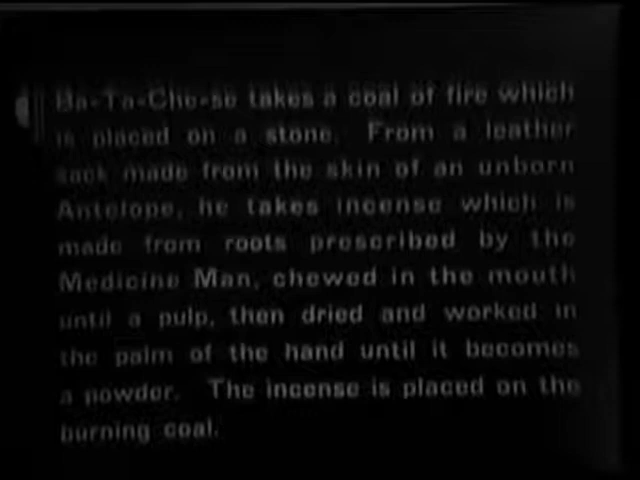 Ba-Ta-Che-se takes a coal of fire which
is placed on a stone. From a leather
sack made from the skin of an unborn
Antelope, he takes incense which is
made from roots prescribed by the
Medicine Man, chewed in the mouth
until a pulp, then dried and worked in
the palm of the hand until it becomes
a powder. The incense is placed on the
burning coal.